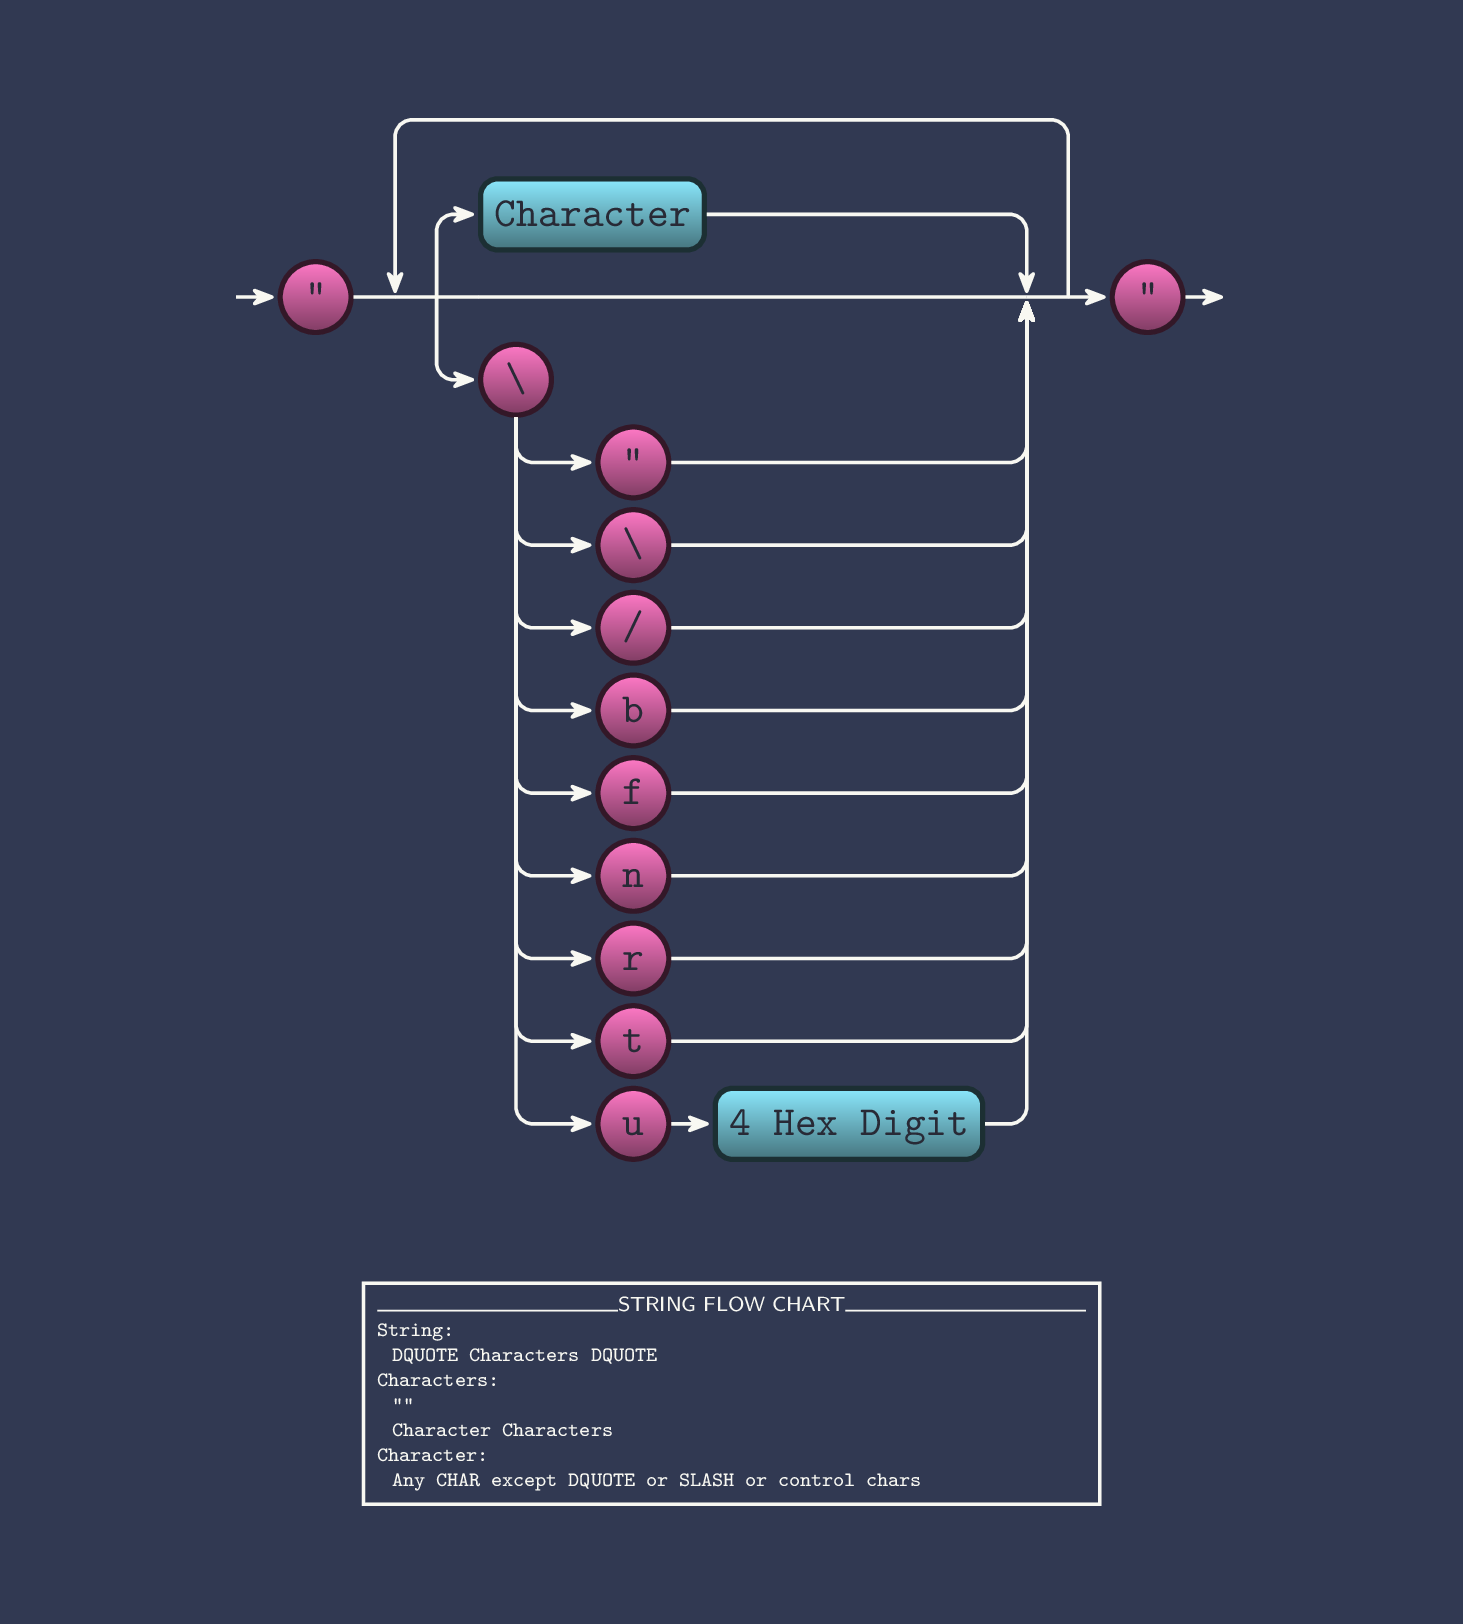 Character
"
"
\
"
\
/
b
f
n
r
t
u 4 Hex Digit
STRING FLOW CHART
String:
DQUOTE Characters DQUOTE
Characters:
""
Character Characters
Character:
Any CHAR except DQUOTE or SLASH or control chars